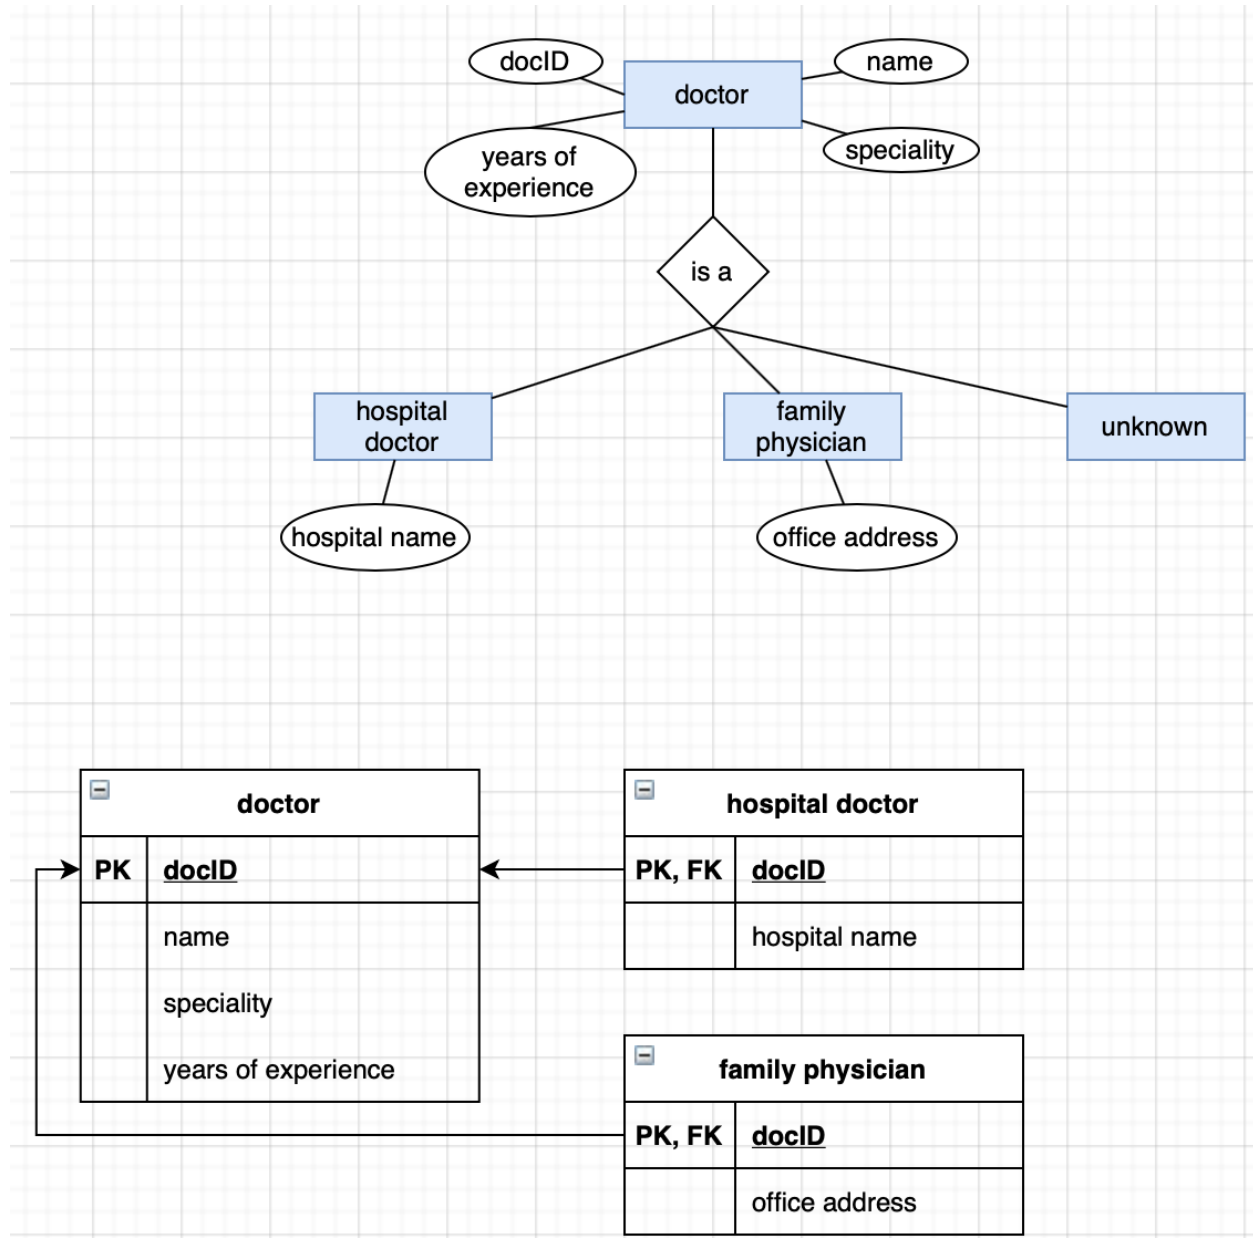 docID
name
doctor
years of
experience
speciality
is a
hospital
doctor
family
physician
unknown
hospital name
office address
doctor
PK docID
name
speciality
years of experience
hospital doctor
PK, FK docID
hospital name
family physician
PK, FK docID
office address